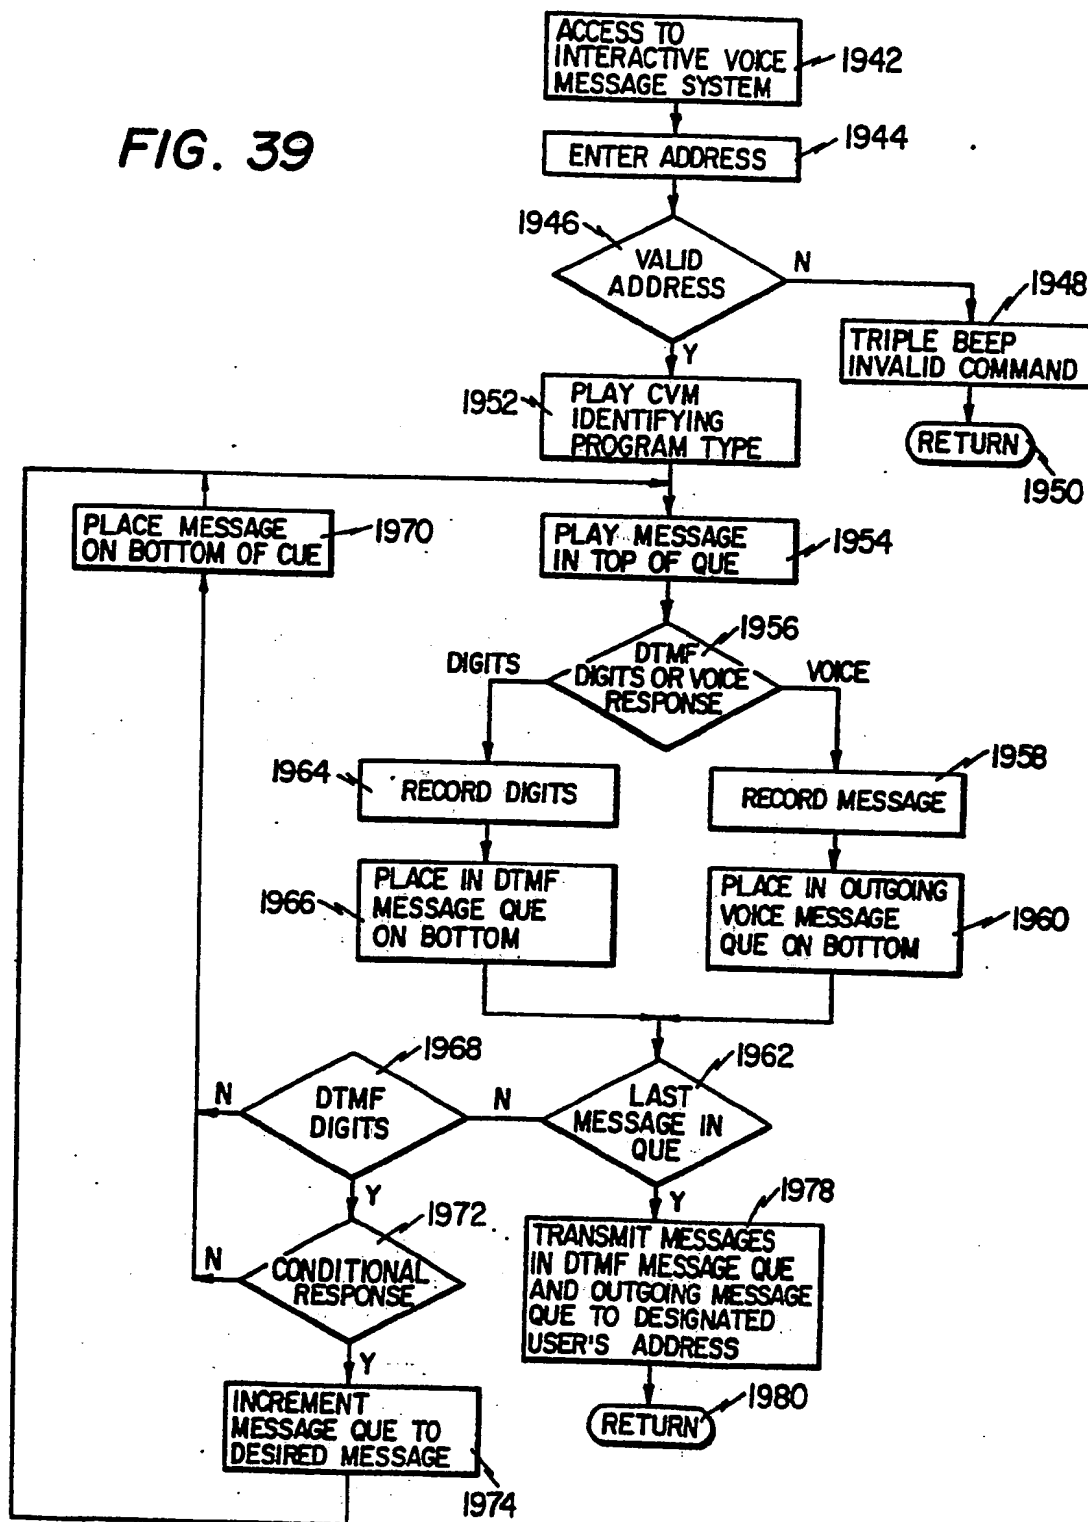 FIG. 39
ACCESS TO
INTERACTIVE VOICE
MESSAGE SYSTEM
1942
ENTER ADDRESS
1944
1946
VALID
ADDRESS
N
Y
1948
TRIPLE BEEP
INVALID COMMAND
RETURN
1950
1952
PLAY CVM
IDENTIFYING
PROGRAM TYPE
PLACE MESSAGE
ON BOTTOM OF CUE
1970
PLAY MESSAGE
IN TOP OF QUE
1954
1956
DTMF
DIGITS OR VOICE
RESPONSE
DIGITS
VOICE
1964
RECORD DIGITS
1958
RECORD MESSAGE
1966
PLACE IN DTMF
MESSAGE QUE
ON BOTTOM
PLACE IN OUTGOING
VOICE MESSAGE
QUE ON BOTTOM
1960
1968
DTMF
DIGITS
N
Y
1962
LAST
MESSAGE IN
QUE
N
Y
1972
CONDITIONAL
RESPONSE
N
Y
1978
TRANSMIT MESSAGES
IN DTMF MESSAGE QUE
AND OUTGOING MESSAGE
QUE TO DESIGNATED
USER'S ADDRESS
INCREMENT
MESSAGE QUE TO
DESIRED MESSAGE
1974
RETURN
1980